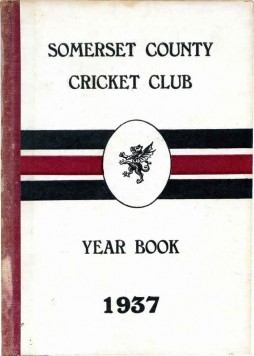 SOMERSET COUNTY
CRICKET CLUB
YEAR BOOK
1937